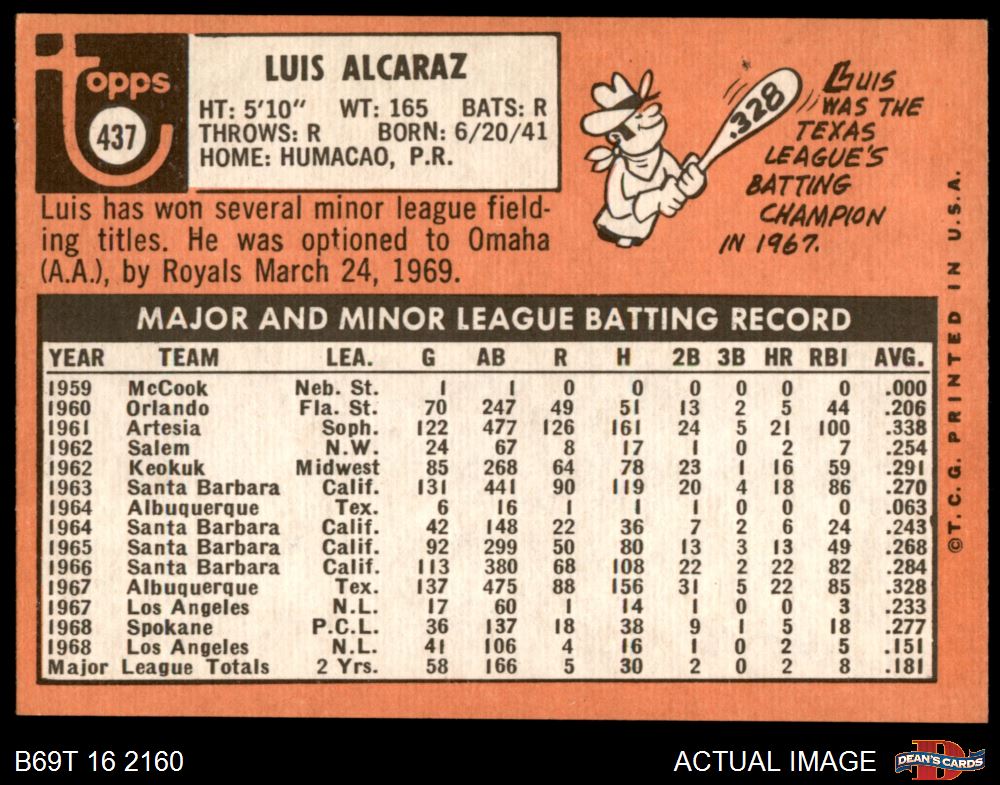 Topps
437
LUIS ALCARAZ
HT: 5'10" WT: 165 BATS: R
THROWS: R BORN: 6/20/41
HOME: HUMACAO, P.R.
Luis has won several minor league field-
ing titles. He was optioned to Omaha
(A.A.), by Royals March 24, 1969.
.328
LUIS
WAS THE
TEXAS
LEAGUE'S
BATTING
CHAMPION
IN 1967.
MAJOR AND MINOR LEAGUE BATTING RECORD
YEAR TEAM LEA. G AB R H 2B 3B HR RBI AVG.
1959 McCook Neb. St. 1 1 0 0 0 0 0 0 .000
1960 Orlando Fla. St. 70 247 49 51 13 2 5 44 .206
1961 Artesia Soph. 122 477 126 161 24 5 21 100 .338
1962 Salem N.W. 24 67 8 17 1 0 2 7 .254
1962 Keokuk Midwest 85 268 64 78 23 1 16 59 .291
1963 Santa Barbara Calif. 131 441 90 119 20 4 18 86 .270
1964 Albuquerque Tex. 6 16 1 1 1 0 0 0 .063
1964 Santa Barbara Calif. 42 148 22 36 7 2 6 24 .243
1965 Santa Barbara Calif. 92 299 50 80 13 3 13 49 .268
1966 Santa Barbara Calif. 113 380 68 108 22 2 22 82 .284
1967 Albuquerque Tex. 137 475 88 156 31 5 22 85 .328
1967 Los Angeles N.L. 17 60 1 14 1 0 0 3 .233
1968 Spokane P.C.L. 36 137 18 38 9 1 5 18 .277
1968 Los Angeles N.L. 41 106 4 16 1 0 2 5 .151
Major League Totals 2 Yrs. 58 166 5 30 2 0 2 8 .181
©T.C.G. PRINTED IN U.S.A.
B69T 16 2160
ACTUAL IMAGE
D
DEAN'S CARDS